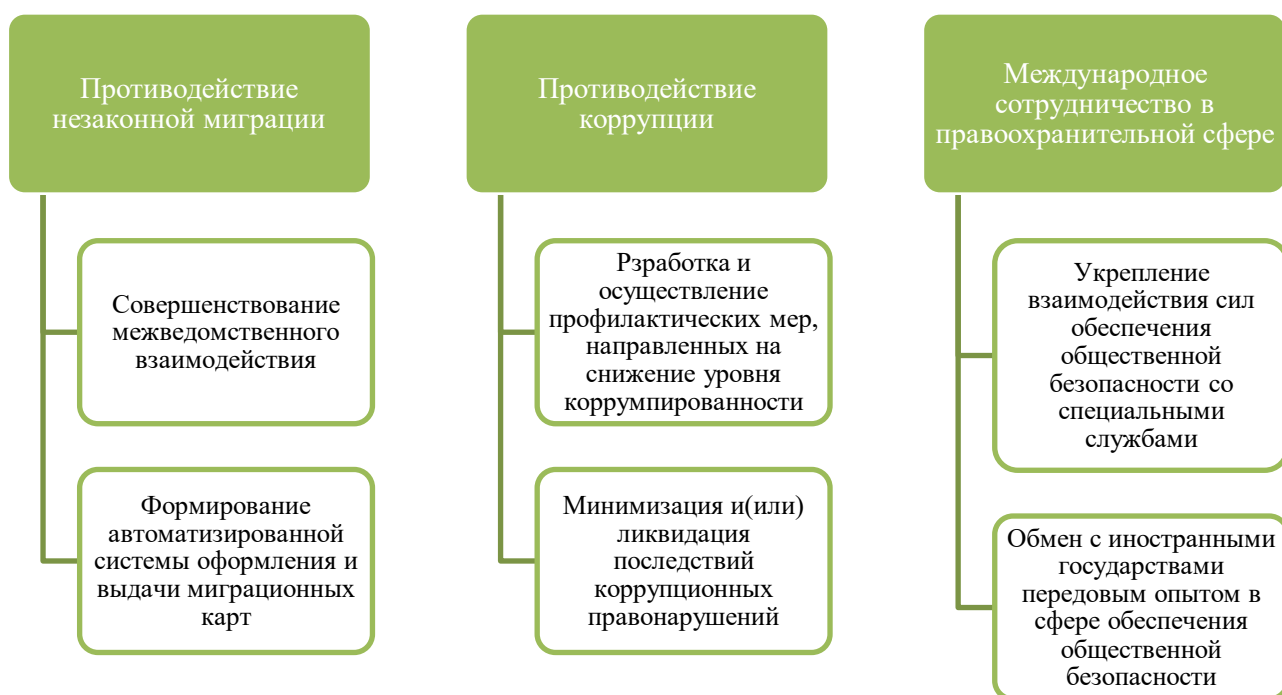 Противодействие
незаконной миграции
Совершенствование
межведомственного
взаимодействия
Формирование
автоматизированной
системы оформления и
выдачи миграционных
карт
Противодействие
коррупции
Рзработка и
осуществление
профилактических мер,
направленных на
снижение уровня
коррумпированности
Минимизация и(или)
ликвидация
последствий
коррупционных
правонарушений
Международное
сотрудничество в
правоохранительной сфере
Укрепление
взаимодействия сил
обеспечения
общественной
безопасности со
специальными
службами
Обмен с иностранными
государствами
передовым опытом в
сфере обеспечения
общественной
безопасности